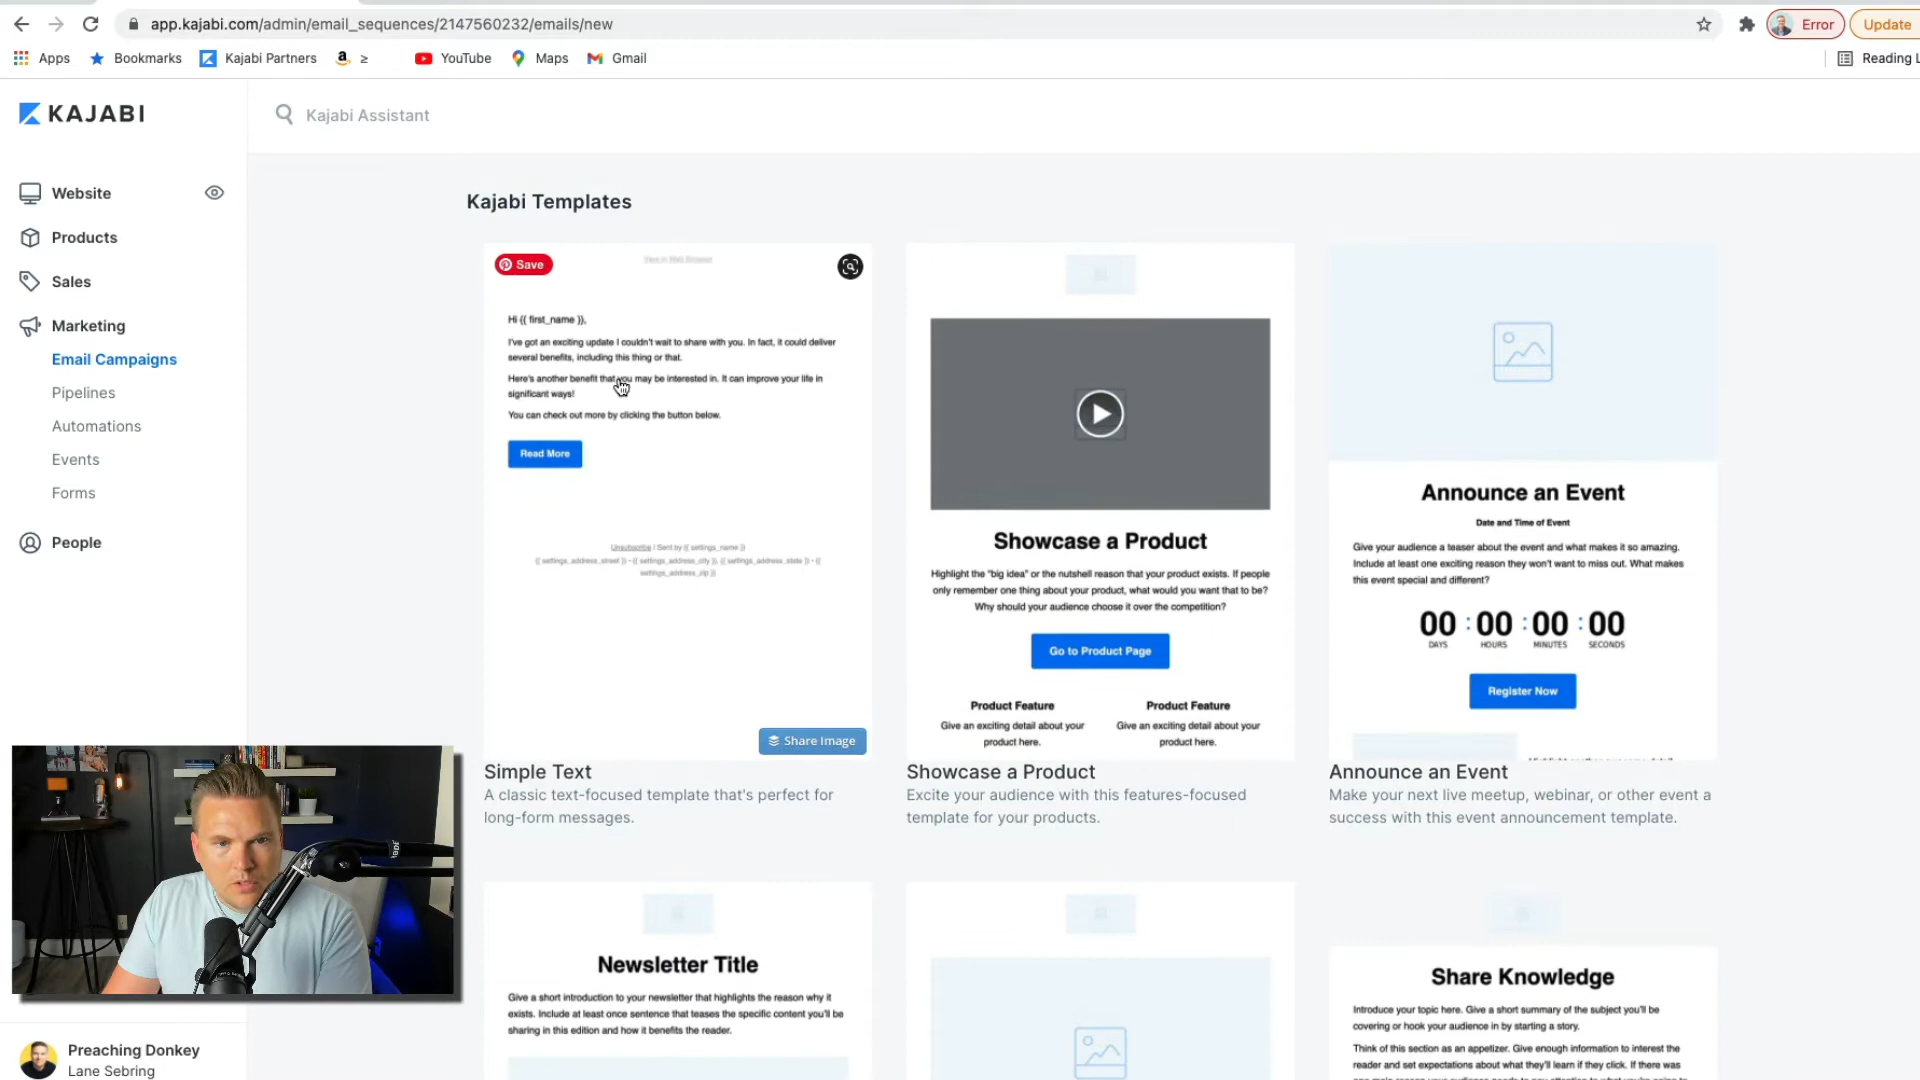 app.kajabi.com/admin/email_sequences/2147560232/emails/new
Error
Update
Apps
Bookmarks
Kajabi Partners
≥
YouTube
Maps
Gmail
Reading L
KAJABI
Kajabi Assistant
Website
Products
Sales
Marketing
Email Campaigns
Pipelines
Automations
Events
Forms
People
Preaching Donkey
Lane Sebring
Kajabi Templates
Save
View in Web Browser
Hi {{ first_name }},
I've got an exciting update I couldn't wait to share with you. In fact, it could deliver
several benefits, including this thing or that.
Here's another benefit that you may be interested in. It can improve your life in
significant ways!
You can check out more by clicking the button below.
Read More
Unsubscribe | Sent by {{ settings_name }}
{{ settings_address_street }} • {{ settings_address_city }}, {{ settings_address_state }} •{{
settings_address_zip }}
Share Image
Simple Text
A classic text-focused template that's perfect for
long-form messages.
Showcase a Product
Highlight the "big idea" or the nutshell reason that your product exists. If people
only remember one thing about your product, what would you want that to be?
Why should your audience choose it over the competition?
Go to Product Page
Product Feature
Give an exciting detail about your
product here.
Product Feature
Give an exciting detail about your
product here.
Showcase a Product
Excite your audience with this features-focused
template for your products.
Announce an Event
Date and Time of Event
Give your audience a teaser about the event and what makes it so amazing.
Include at least one exciting reason they won't want to miss out. What makes
this event special and different?
00 : 00 : 00 : 00
DAYS HOURS MINUTES SECONDS
Register Now
Announce an Event
Make your next live meetup, webinar, or other event a
success with this event announcement template.
Newsletter Title
Give a short introduction to your newsletter that highlights the reason why it
exists. Include at least once sentence that teases the specific content you'll be
sharing in this edition and how it benefits the reader.
Share Knowledge
Introduce your topic here. Give a short summary of the subject you'll be
covering or hook your audience in by starting a story.
Think of this section as an appetizer. Give enough information to interest the
reader and set expectations about what they'll learn if they click. If there was